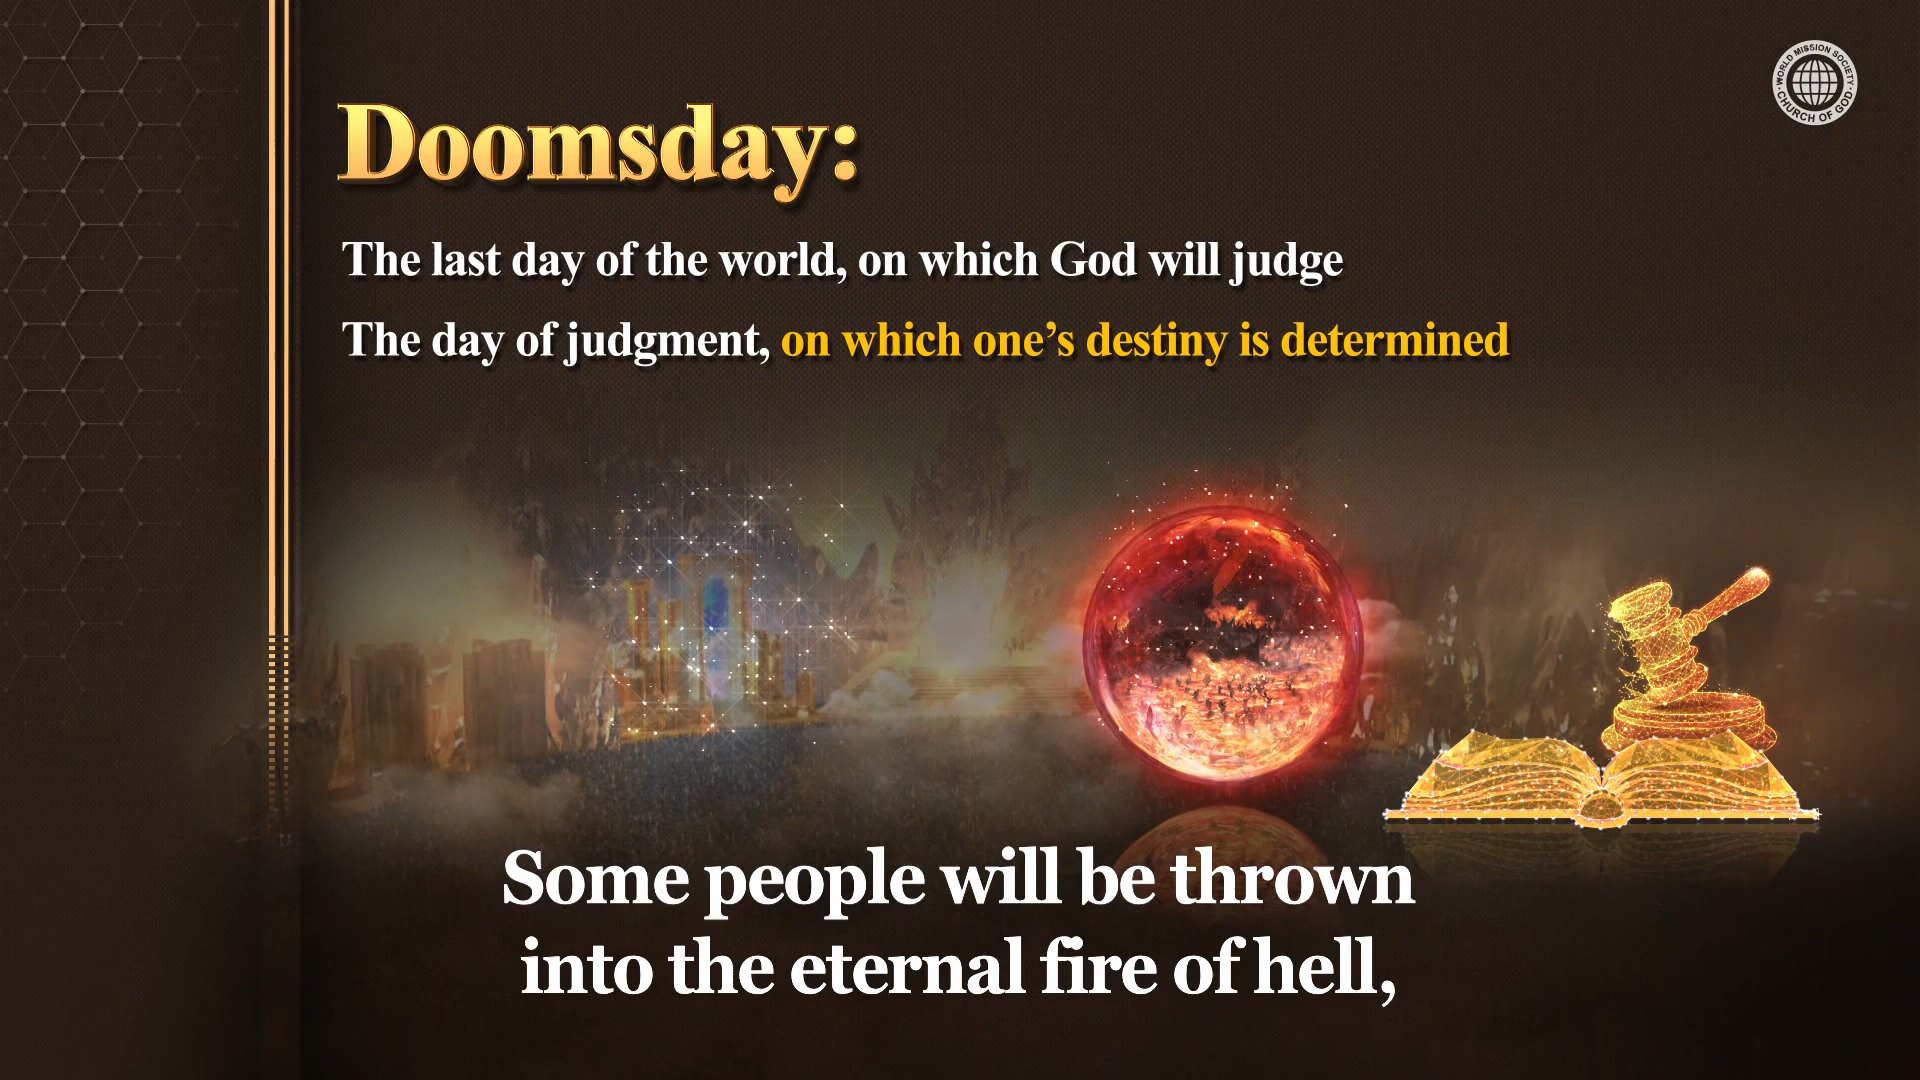 WORLD MISSION SOCIETY
CHURCH OF GOD
Doomsday:
The last day of the world, on which God will judge
The day of judgment, on which one’s destiny is determined
Some people will be thrown
into the eternal fire of hell,